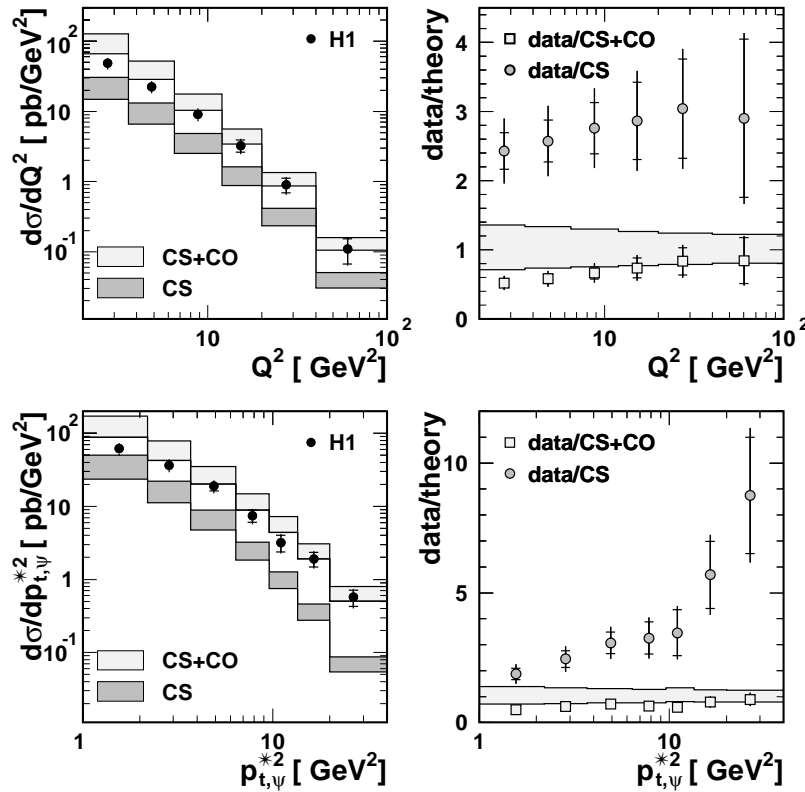 dσ/dQ² [ pb/GeV²]
10²
10
1
10⁻¹
H1
CS+CO
CS
10
10²
Q² [ GeV²]
data/theory
4
3
2
1
0
data/CS+CO
data/CS
10
10²
Q² [ GeV²]
dσ/dp*²t,ψ [ pb/GeV²]
10²
10
1
10⁻¹
H1
CS+CO
CS
1
10
p*²t,ψ [ GeV²]
data/theory
10
5
0
data/CS+CO
data/CS
1
10
p*²t,ψ [ GeV²]